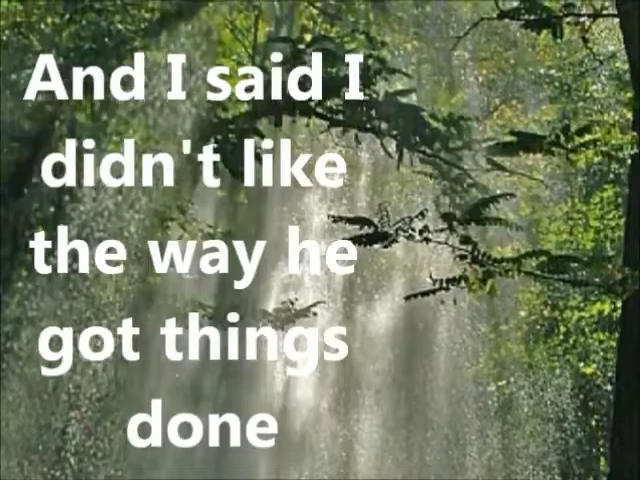 And I said I
didn't like
the way he
got things
done